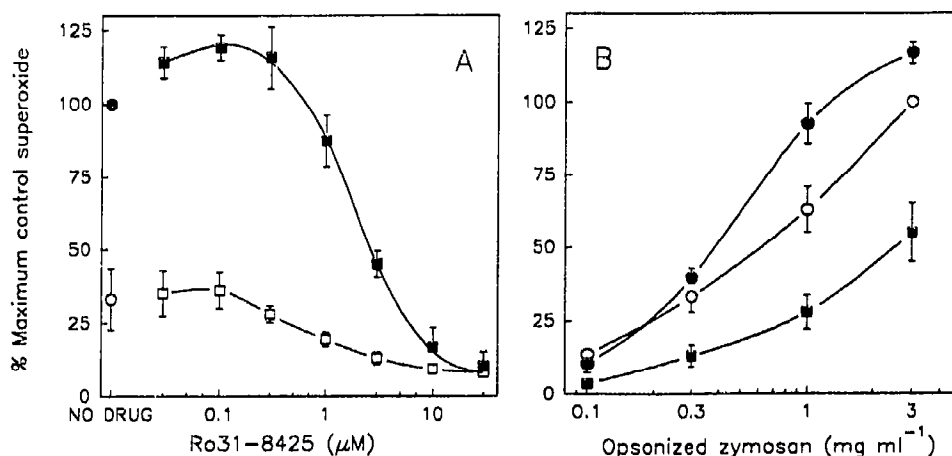 % Maximum control superoxide
A
125
100
75
50
25
0
NO DRUG 0.1 1 10
Ro31-8425 (μM)
B
125
100
75
50
25
0
0.1 0.3 1 3
Opsonized zymosan (mg ml⁻¹)